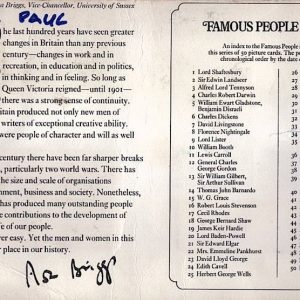 a Briggs, Vice-Chancellor, University of Sussex
PAUL
The last hundred years have seen greater
changes in Britain than any previous
century—changes in work and in
recreation, in education and in politics,
in thinking and in feeling. So long as
Queen Victoria reigned—until 1901—
there was a strong sense of continuity.
Britain produced not only new men of
writers of exceptional creative ability.
were people of character and will as well
century there have been far sharper breaks
, particularly two world wars. There has
the size and scale of organisations
ernment, business and society. Nonetheless,
has produced many outstanding people
e contributions to the development of
fe of our people.
ver easy. Yet the men and women in this
r place in our history.
Asa Briggs
FAMOUS PEOPLE
An index to the Famous People
this series of 50 picture cards. The
chronological order by the date of
1 Lord Shaftesbury
2 Sir Edwin Landseer
3 Alfred Lord Tennyson
4 Charles Robert Darwin
5 William Ewart Gladstone,
Benjamin Disraeli
6 Charles Dickens
7 David Livingstone
8 Florence Nightingale
9 Lord Lister
10 William Booth
11 Lewis Carroll
12 General Charles
George Gordon
13 Sir William Gilbert,
Sir Arthur Sullivan
14 Thomas John Barnardo
15 W. G. Grace
16 Robert Louis Stevenson
17 Cecil Rhodes
18 George Bernard Shaw
19 James Keir Hardie
20 Lord Baden-Powell
21 Sir Edward Elgar
22 Mrs. Emmeline Pankhurst
23 David Lloyd George
24 Edith Cavell
25 Herbert George Wells